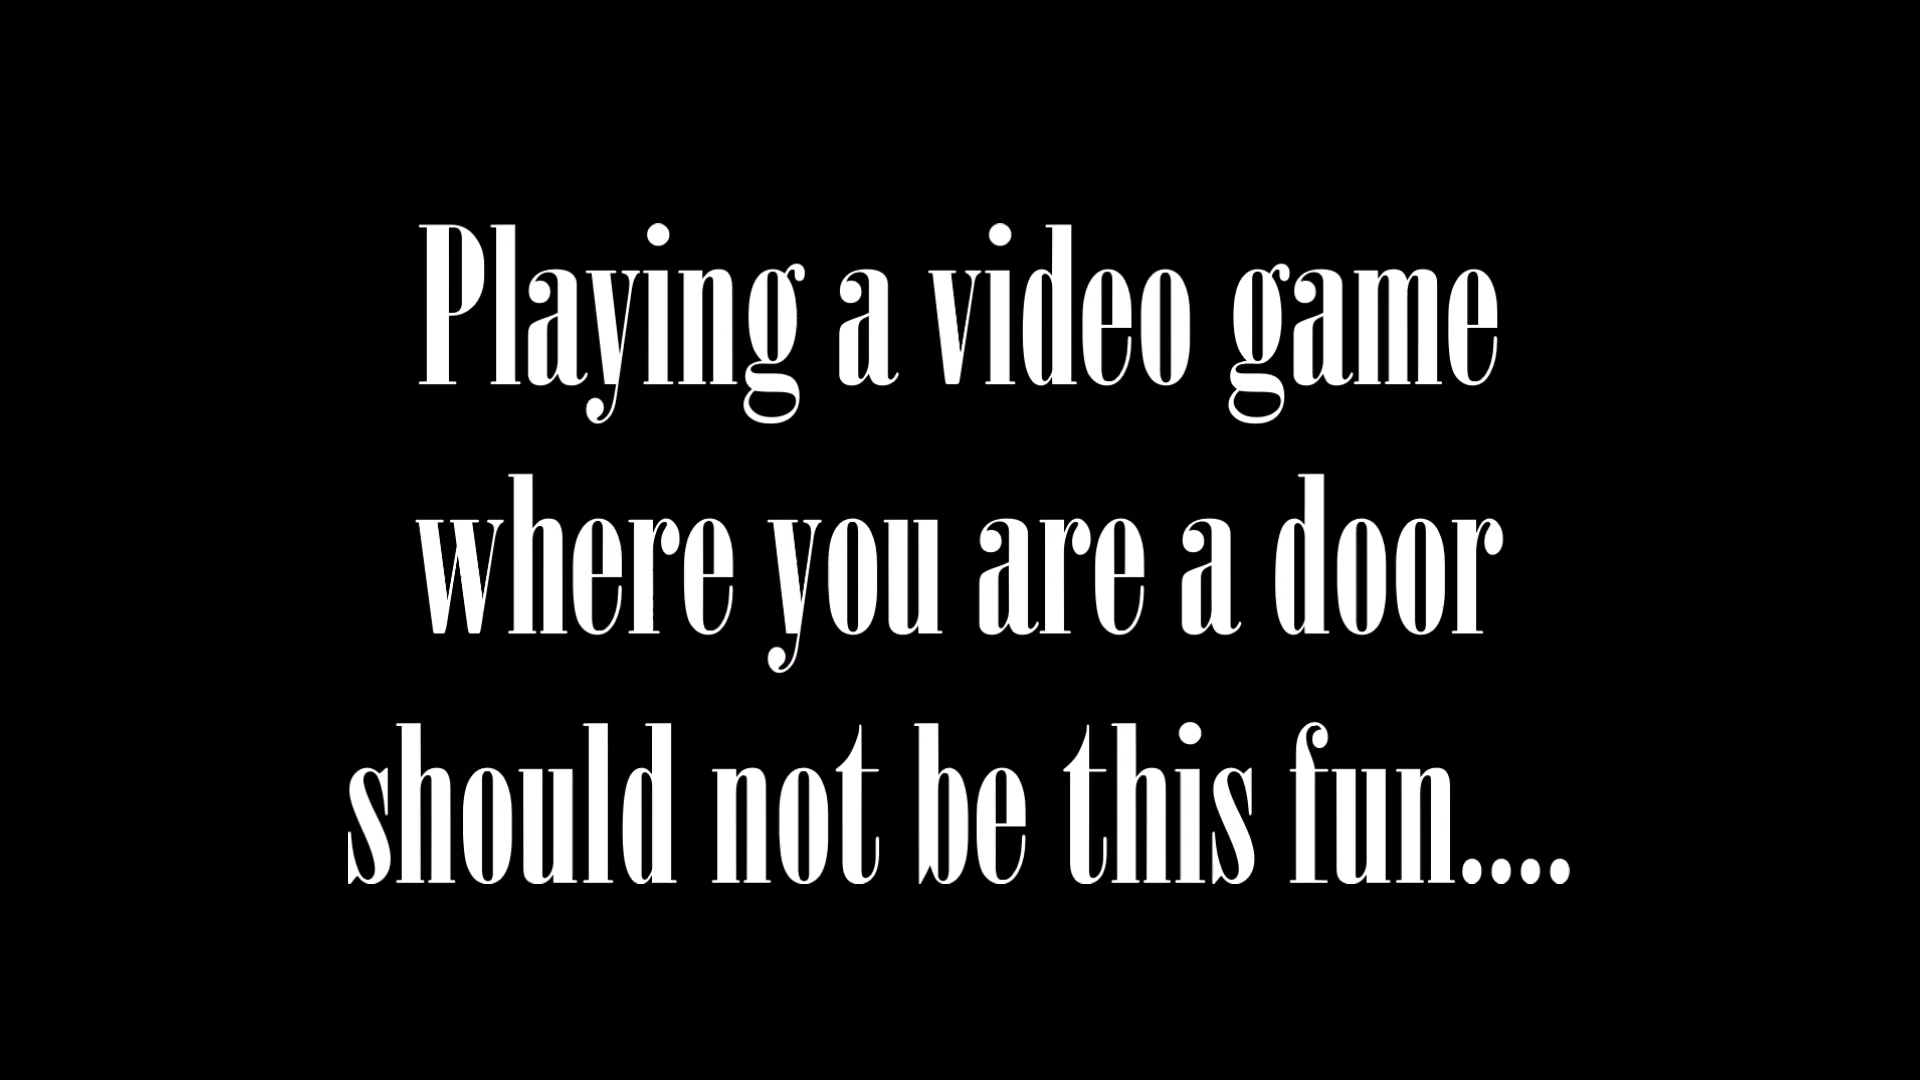 Playing a video game
where you are a door
should not be this fun....